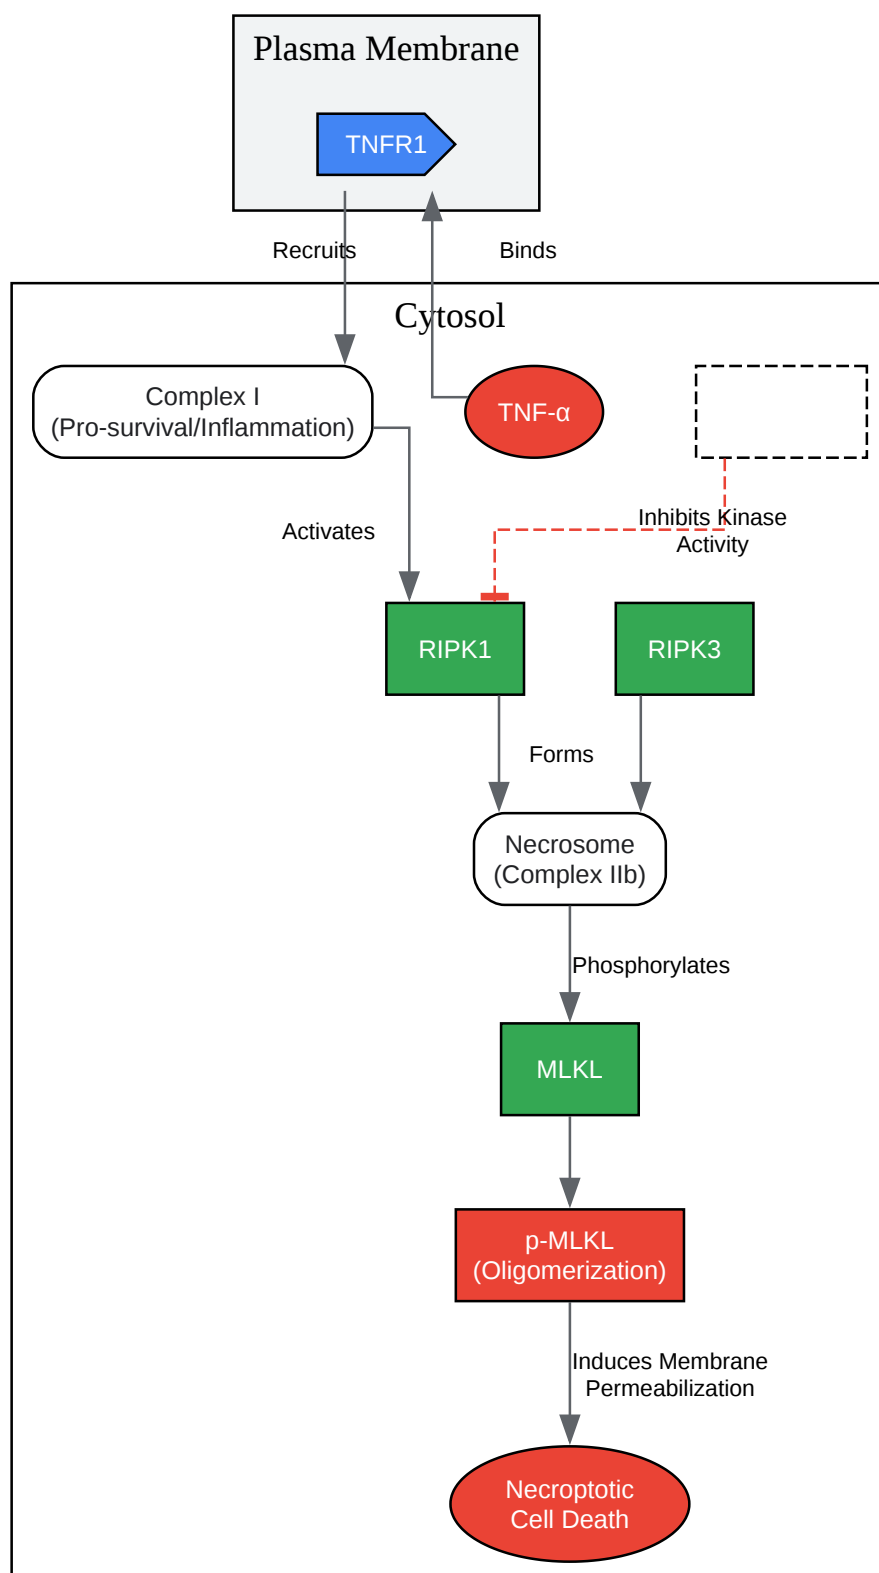 Plasma Membrane
TNFR1
Recruits
Binds
Cytosol
Complex I
(Pro-survival/Inflammation)
TNF-α
Inhibits Kinase
Activity
Activates
RIPK1
RIPK3
Forms
Necrosome
(Complex IIb)
Phosphorylates
MLKL
p-MLKL
(Oligomerization)
Induces Membrane
Permeabilization
Necroptotic
Cell Death